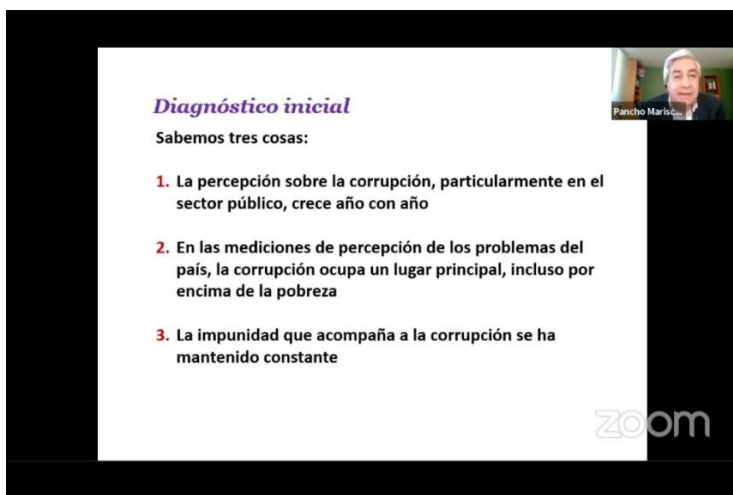 Diagnóstico inicial
Pancho Marisc...
Sabemos tres cosas:
1. La percepción sobre la corrupción, particularmente en el
sector público, crece año con año
2. En las mediciones de percepción de los problemas del
país, la corrupción ocupa un lugar principal, incluso por
encima de la pobreza
3. La impunidad que acompaña a la corrupción se ha
mantenido constante
zoom